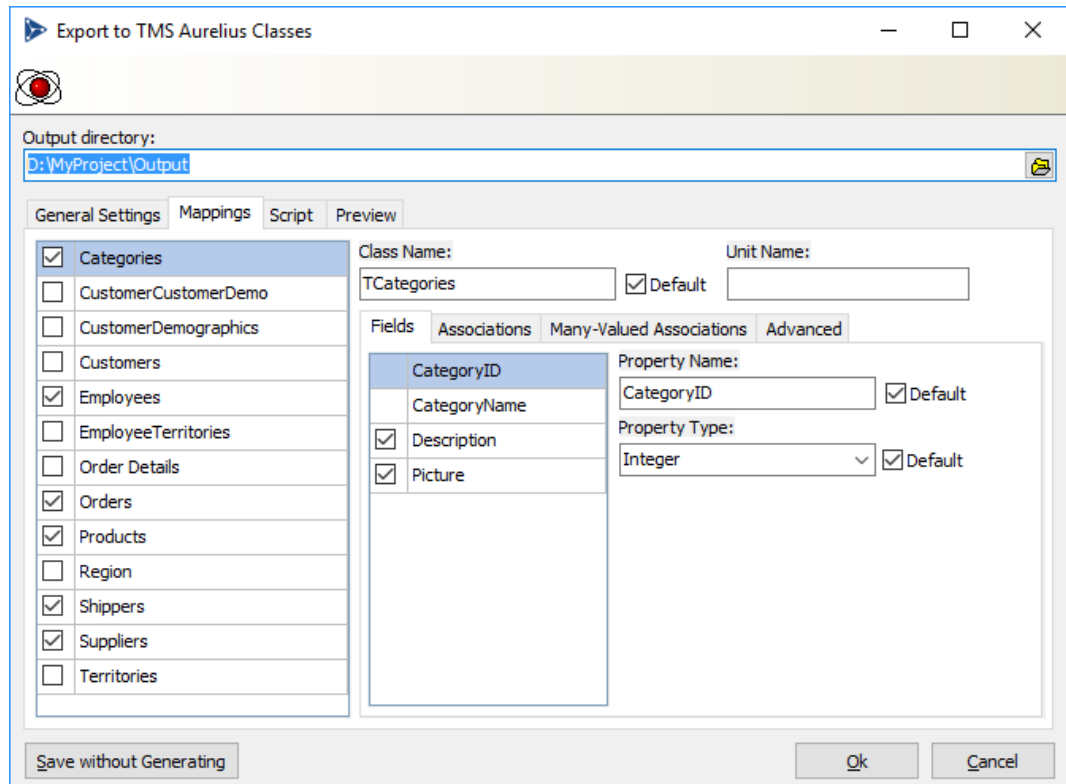 Export to TMS Aurelius Classes
Output directory:
D:\MyProject\Output
General Settings Mappings Script Preview
Categories
CustomerCustomerDemo
CustomerDemographics
Customers
Employees
EmployeeTerritories
Order Details
Orders
Products
Region
Shippers
Suppliers
Territories
Class Name:
Unit Name:
TCategories
Default
Fields Associations Many-Valued Associations Advanced
CategoryID
CategoryName
Description
Picture
Property Name:
CategoryID
Default
Property Type:
Integer
Default
Save without Generating
Ok
Cancel